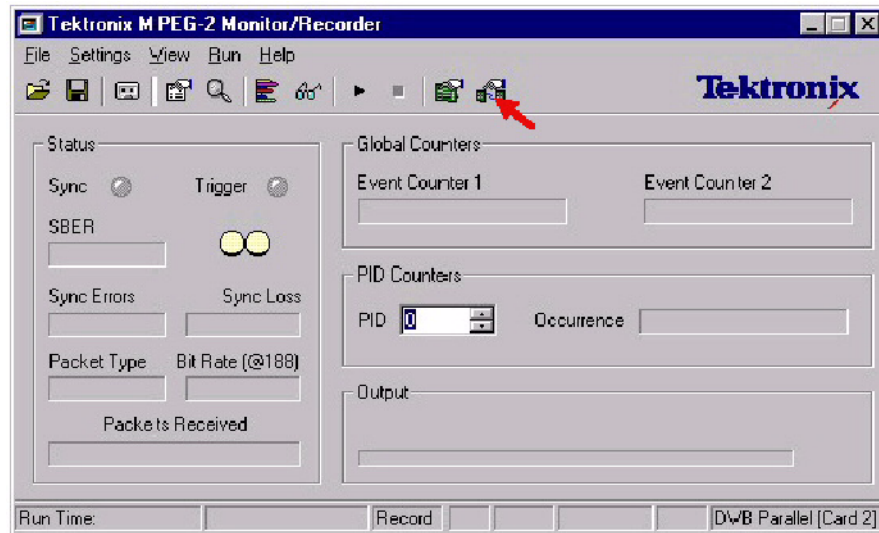 Tektronix MPEG-2 Monitor/Recorder
File Settings View Run Help
Tektronix
Status
Sync Trigger
SBER
Sync Errors Sync Loss
Packet Type Bit Rate (@188)
Packets Received
Global Counters
Event Counter 1 Event Counter 2
PID Counters
PID 0 Occurrence
Output
Run Time: Record DWB Parallel [Card 2]